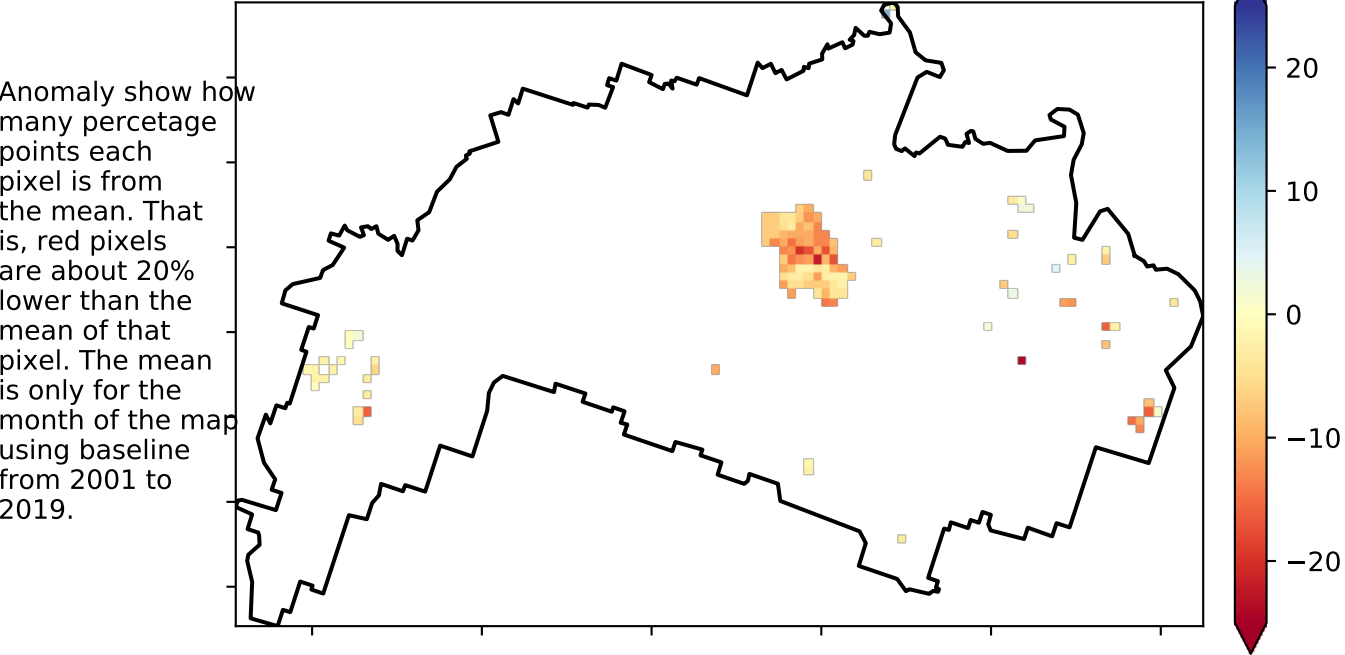 Anomaly show how
many percetage
points each
pixel is from
the mean. That
is, red pixels
are about 20%
lower than the
mean of that
pixel. The mean
is only for the
month of the map
using baseline
from 2001 to
2019.
20
10
0
−10
−20